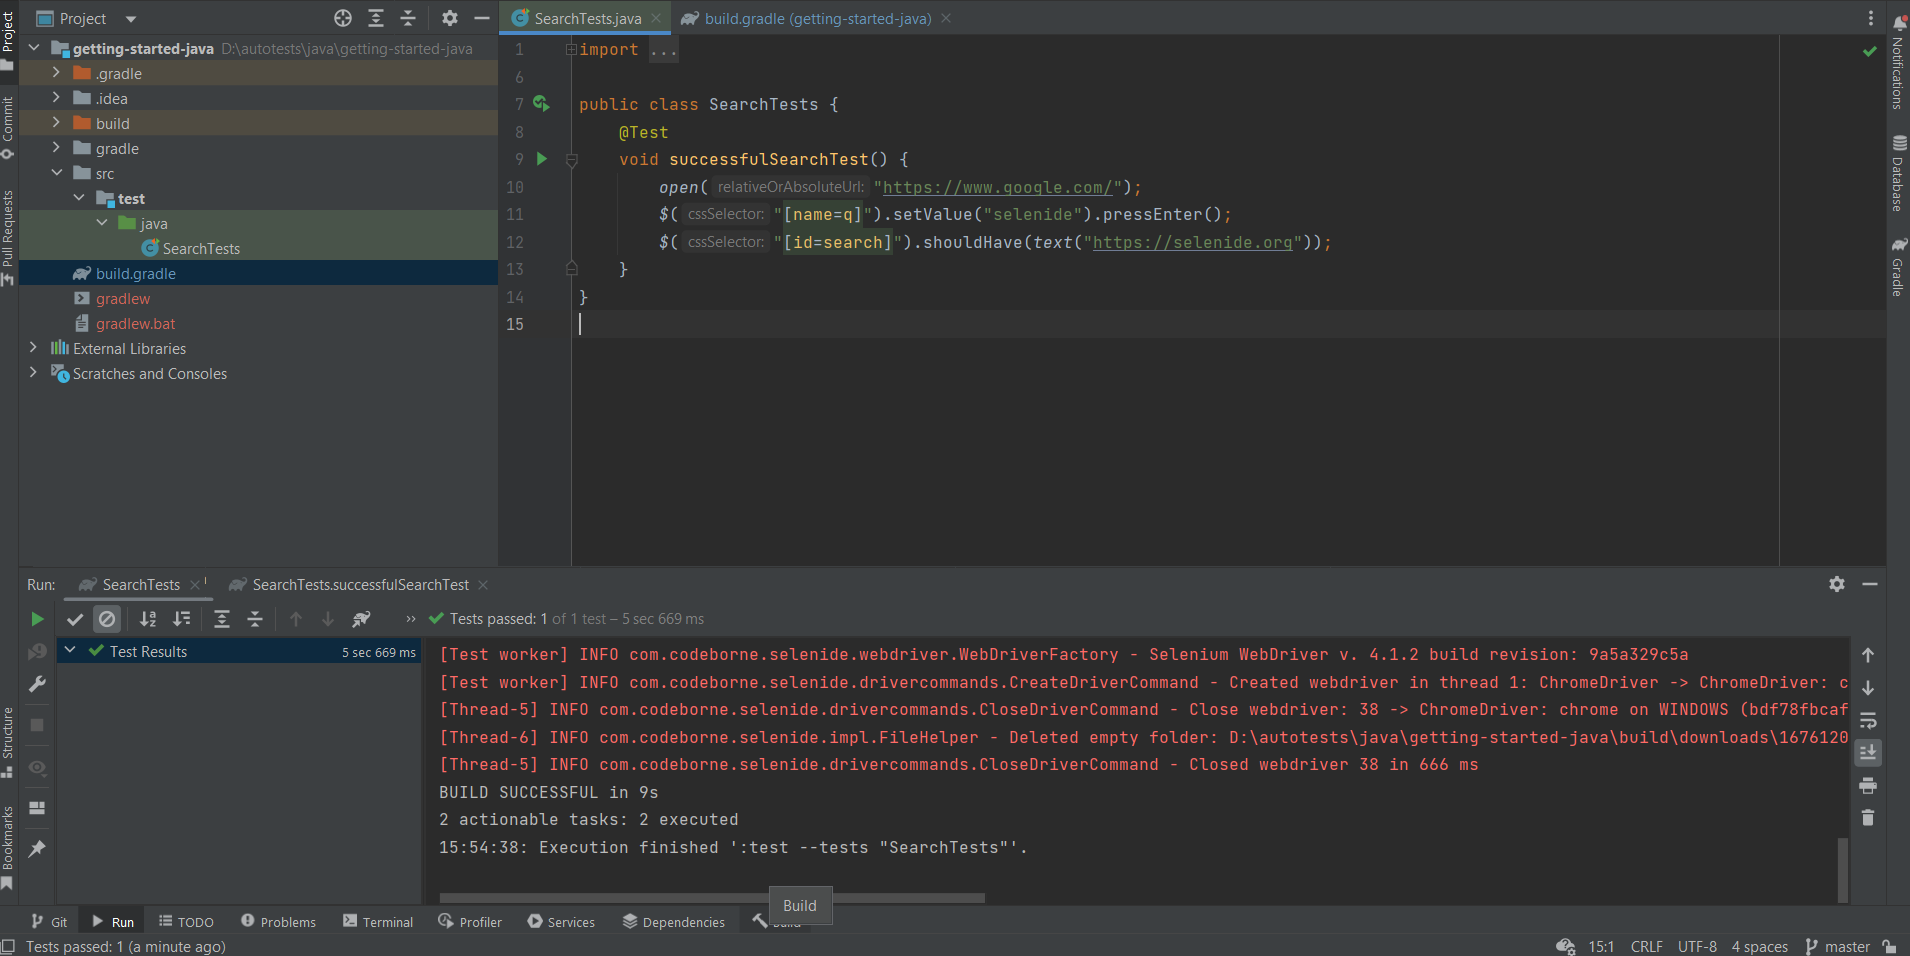 Project
SearchTests.java
build.gradle (getting-started-java)
Project
Commit
Pull Requests
Structure
Bookmarks
getting-started-java D:\autotests\java\getting-started-java
.gradle
.idea
build
gradle
src
test
java
SearchTests
build.gradle
gradlew
gradlew.bat
External Libraries
Scratches and Consoles
1 import ...
6
7 public class SearchTests {
8 @Test
9 void successfulSearchTest() {
10 open( relativeOrAbsoluteUrl: "https://www.google.com/");
11 $( cssSelector: "[name=q]").setValue("selenide").pressEnter();
12 $( cssSelector: "[id=search]").shouldHave(text("https://selenide.org"));
13 }
14 }
15
Notifications
Database
Gradle
Run: SearchTests SearchTests.successfulSearchTest
Tests passed: 1 of 1 test – 5 sec 669 ms
Test Results 5 sec 669 ms
[Test worker] INFO com.codeborne.selenide.webdriver.WebDriverFactory - Selenium WebDriver v. 4.1.2 build revision: 9a5a329c5a
[Test worker] INFO com.codeborne.selenide.drivercommands.CreateDriverCommand - Created webdriver in thread 1: ChromeDriver -> ChromeDriver: c
[Thread-5] INFO com.codeborne.selenide.drivercommands.CloseDriverCommand - Close webdriver: 38 -> ChromeDriver: chrome on WINDOWS (bdf78fbcaf
[Thread-6] INFO com.codeborne.selenide.impl.FileHelper - Deleted empty folder: D:\autotests\java\getting-started-java\build\downloads\1676120
[Thread-5] INFO com.codeborne.selenide.drivercommands.CloseDriverCommand - Closed webdriver 38 in 666 ms
BUILD SUCCESSFUL in 9s
2 actionable tasks: 2 executed
15:54:38: Execution finished ':test --tests "SearchTests"'.
Build
Git Run TODO Problems Terminal Profiler Services Dependencies Build
Tests passed: 1 (a minute ago)
15:1 CRLF UTF-8 4 spaces master